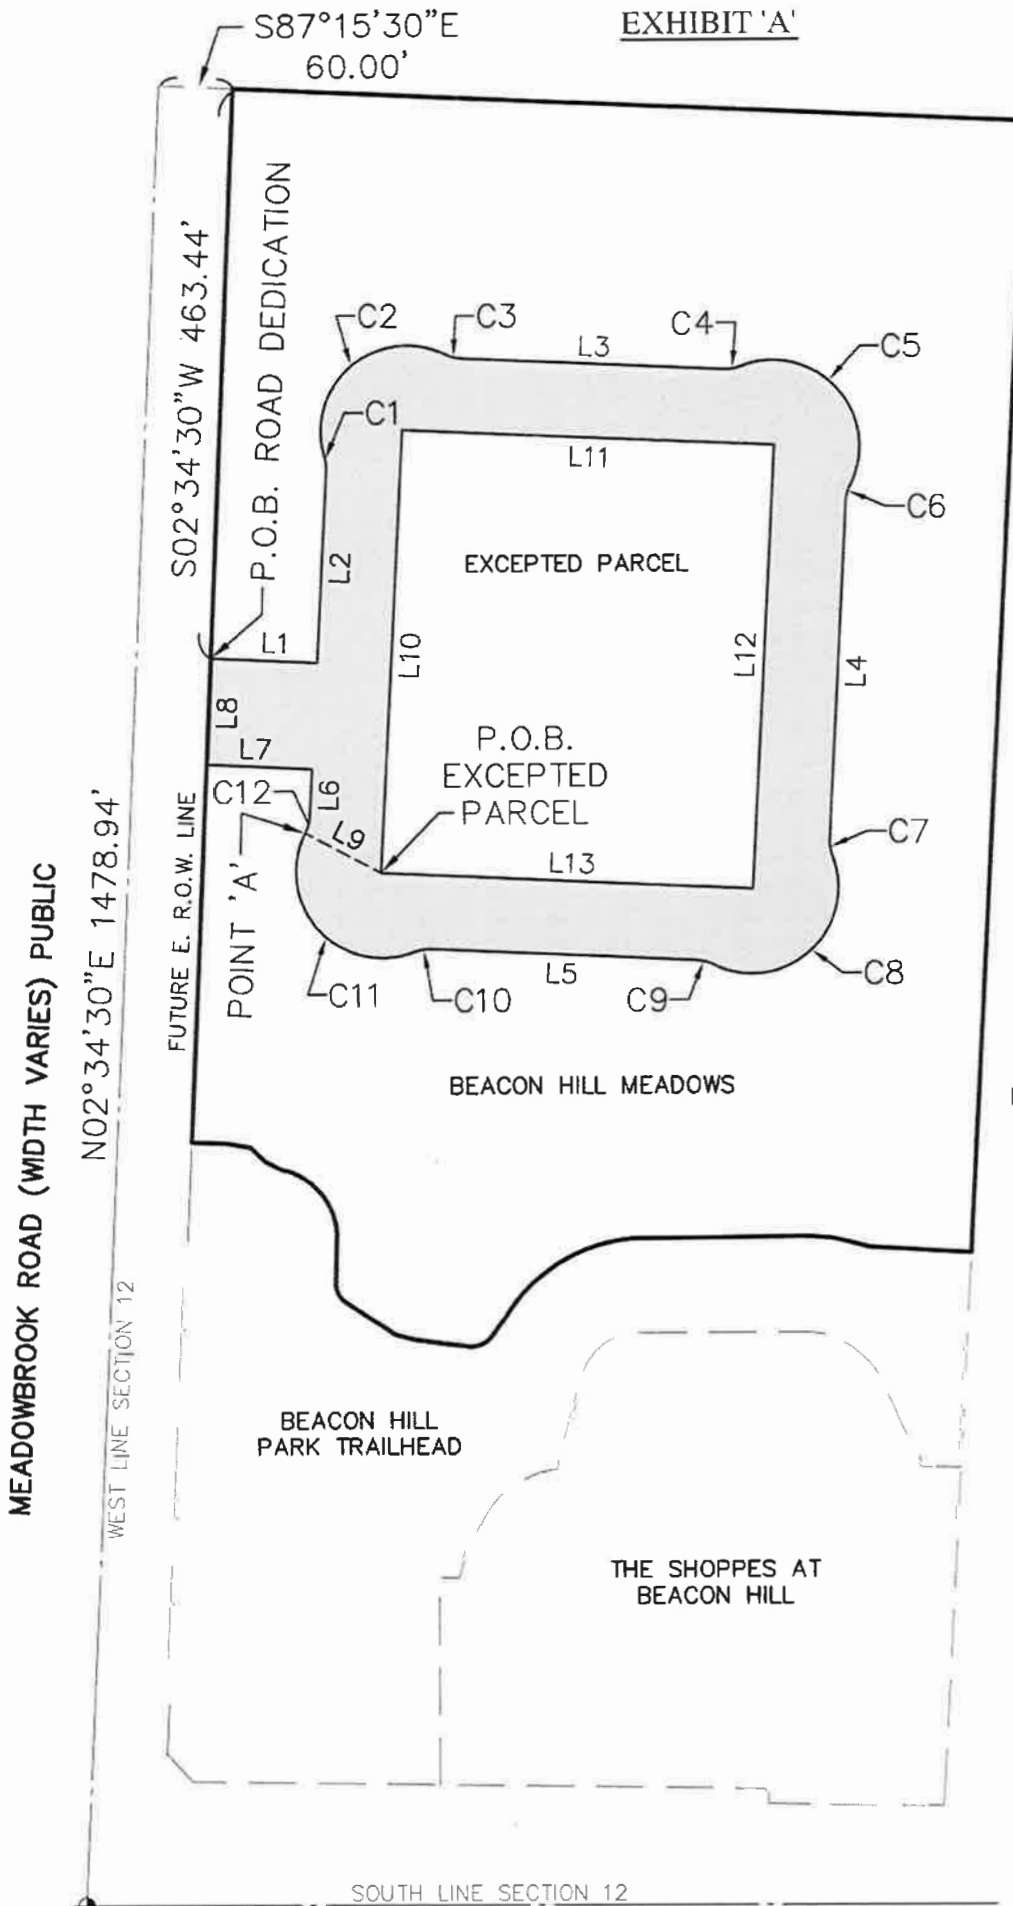 EXHIBIT 'A'
S87°15'30"E
60.00'
S02°34'30"W 463.44'
P.O.B. ROAD DEDICATION
C2
C3
L3
C4
C5
C1
L11
C6
EXCEPTED PARCEL
L2
L1
L10
L12
L4
L8
L7
P.O.B.
EXCEPTED
PARCEL
C12
L6
L9
POINT 'A'
L13
C7
C11
C10
L5
C9
C8
FUTURE E. R.O.W. LINE
N02°34'30"E 1478.94'
MEADOWBROOK ROAD (WIDTH VARIES) PUBLIC
BEACON HILL MEADOWS
WEST LINE SECTION 12
BEACON HILL
PARK TRAILHEAD
THE SHOPPES AT
BEACON HILL
SOUTH LINE SECTION 12